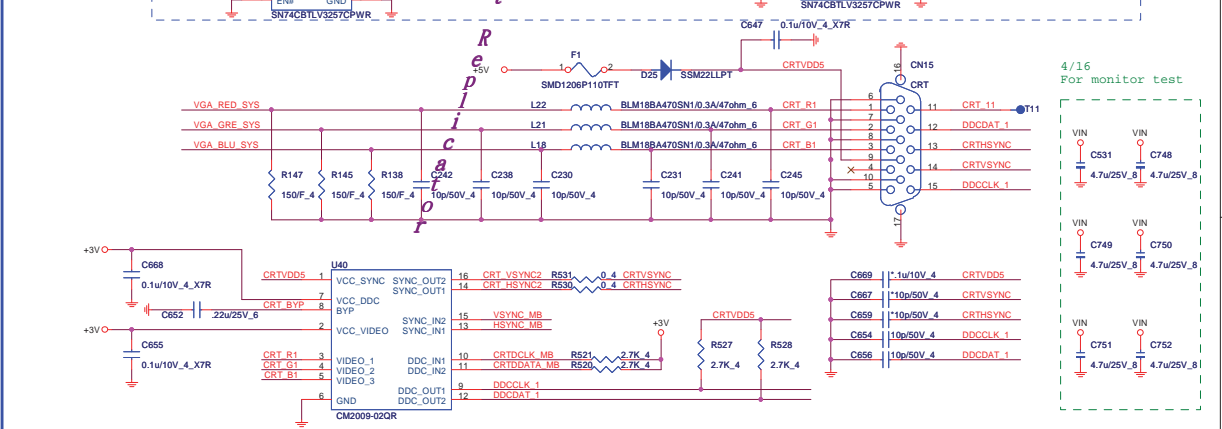 EN# GND
SN74CBTLV3257CPWR
SN74CBTLV3257CPWR
Replicator
C647 0.1u/10V_4_X7R
+5V
F1
1 2
SMD1206P110TFT
D25 SSM22LLPT
CRTVDD5
16
CN15
CRT
4/16
For monitor test
VGA_RED_SYS
L22 BLM18BA470SN1/0.3A/47ohm_6 CRT_R1
VGA_GRE_SYS
L21 BLM18BA470SN1/0.3A/47ohm_6 CRT_G1
VGA_BLU_SYS
L18 BLM18BA470SN1/0.3A/47ohm_6 CRT_B1
6
1
7
2
8
3
9
4
10
5
11 CRT_11 T11
12 DDCDAT_1
13 CRTHSYNC
14 CRTVSYNC
15 DDCCLK_1
17
R147
150/F_4
R145
150/F_4
R138
150/F_4
C242
10p/50V_4
C238
10p/50V_4
C230
10p/50V_4
C231
10p/50V_4
C241
10p/50V_4
C245
10p/50V_4
VIN
C531
4.7u/25V_8
VIN
C748
4.7u/25V_8
VIN
C749
4.7u/25V_8
VIN
C750
4.7u/25V_8
VIN
C751
4.7u/25V_8
VIN
C752
4.7u/25V_8
+3V
C668
0.1u/10V_4_X7R
C652 .22u/25V_6
+3V
C655
0.1u/10V_4_X7R
U40
CRTVDD5 1 VCC_SYNC
7 VCC_DDC
CRT_BYP 8 BYP
2 VCC_VIDEO
CRT_R1 3 VIDEO_1
CRT_G1 4 VIDEO_2
CRT_B1 5 VIDEO_3
6 GND
SYNC_OUT2 16 CRT_VSYNC2 R531 0_4 CRTVSYNC
SYNC_OUT1 14 CRT_HSYNC2 R530 0_4 CRTHSYNC
SYNC_IN2 15 VSYNC_MB
SYNC_IN1 13 HSYNC_MB
DDC_IN1 10 CRTDCLK_MB R521 2.7K_4
DDC_IN2 11 CRTDDATA_MB R520 2.7K_4
DDC_OUT1 9 DDCCLK_1
DDC_OUT2 12 DDCDAT_1
CM2009-02QR
+3V
CRTVDD5
R527
2.7K_4
R528
2.7K_4
C669 *.1u/10V_4 CRTVDD5
C667 *10p/50V_4 CRTVSYNC
C659 *10p/50V_4 CRTHSYNC
C654 10p/50V_4 DDCCLK_1
C656 10p/50V_4 DDCDAT_1